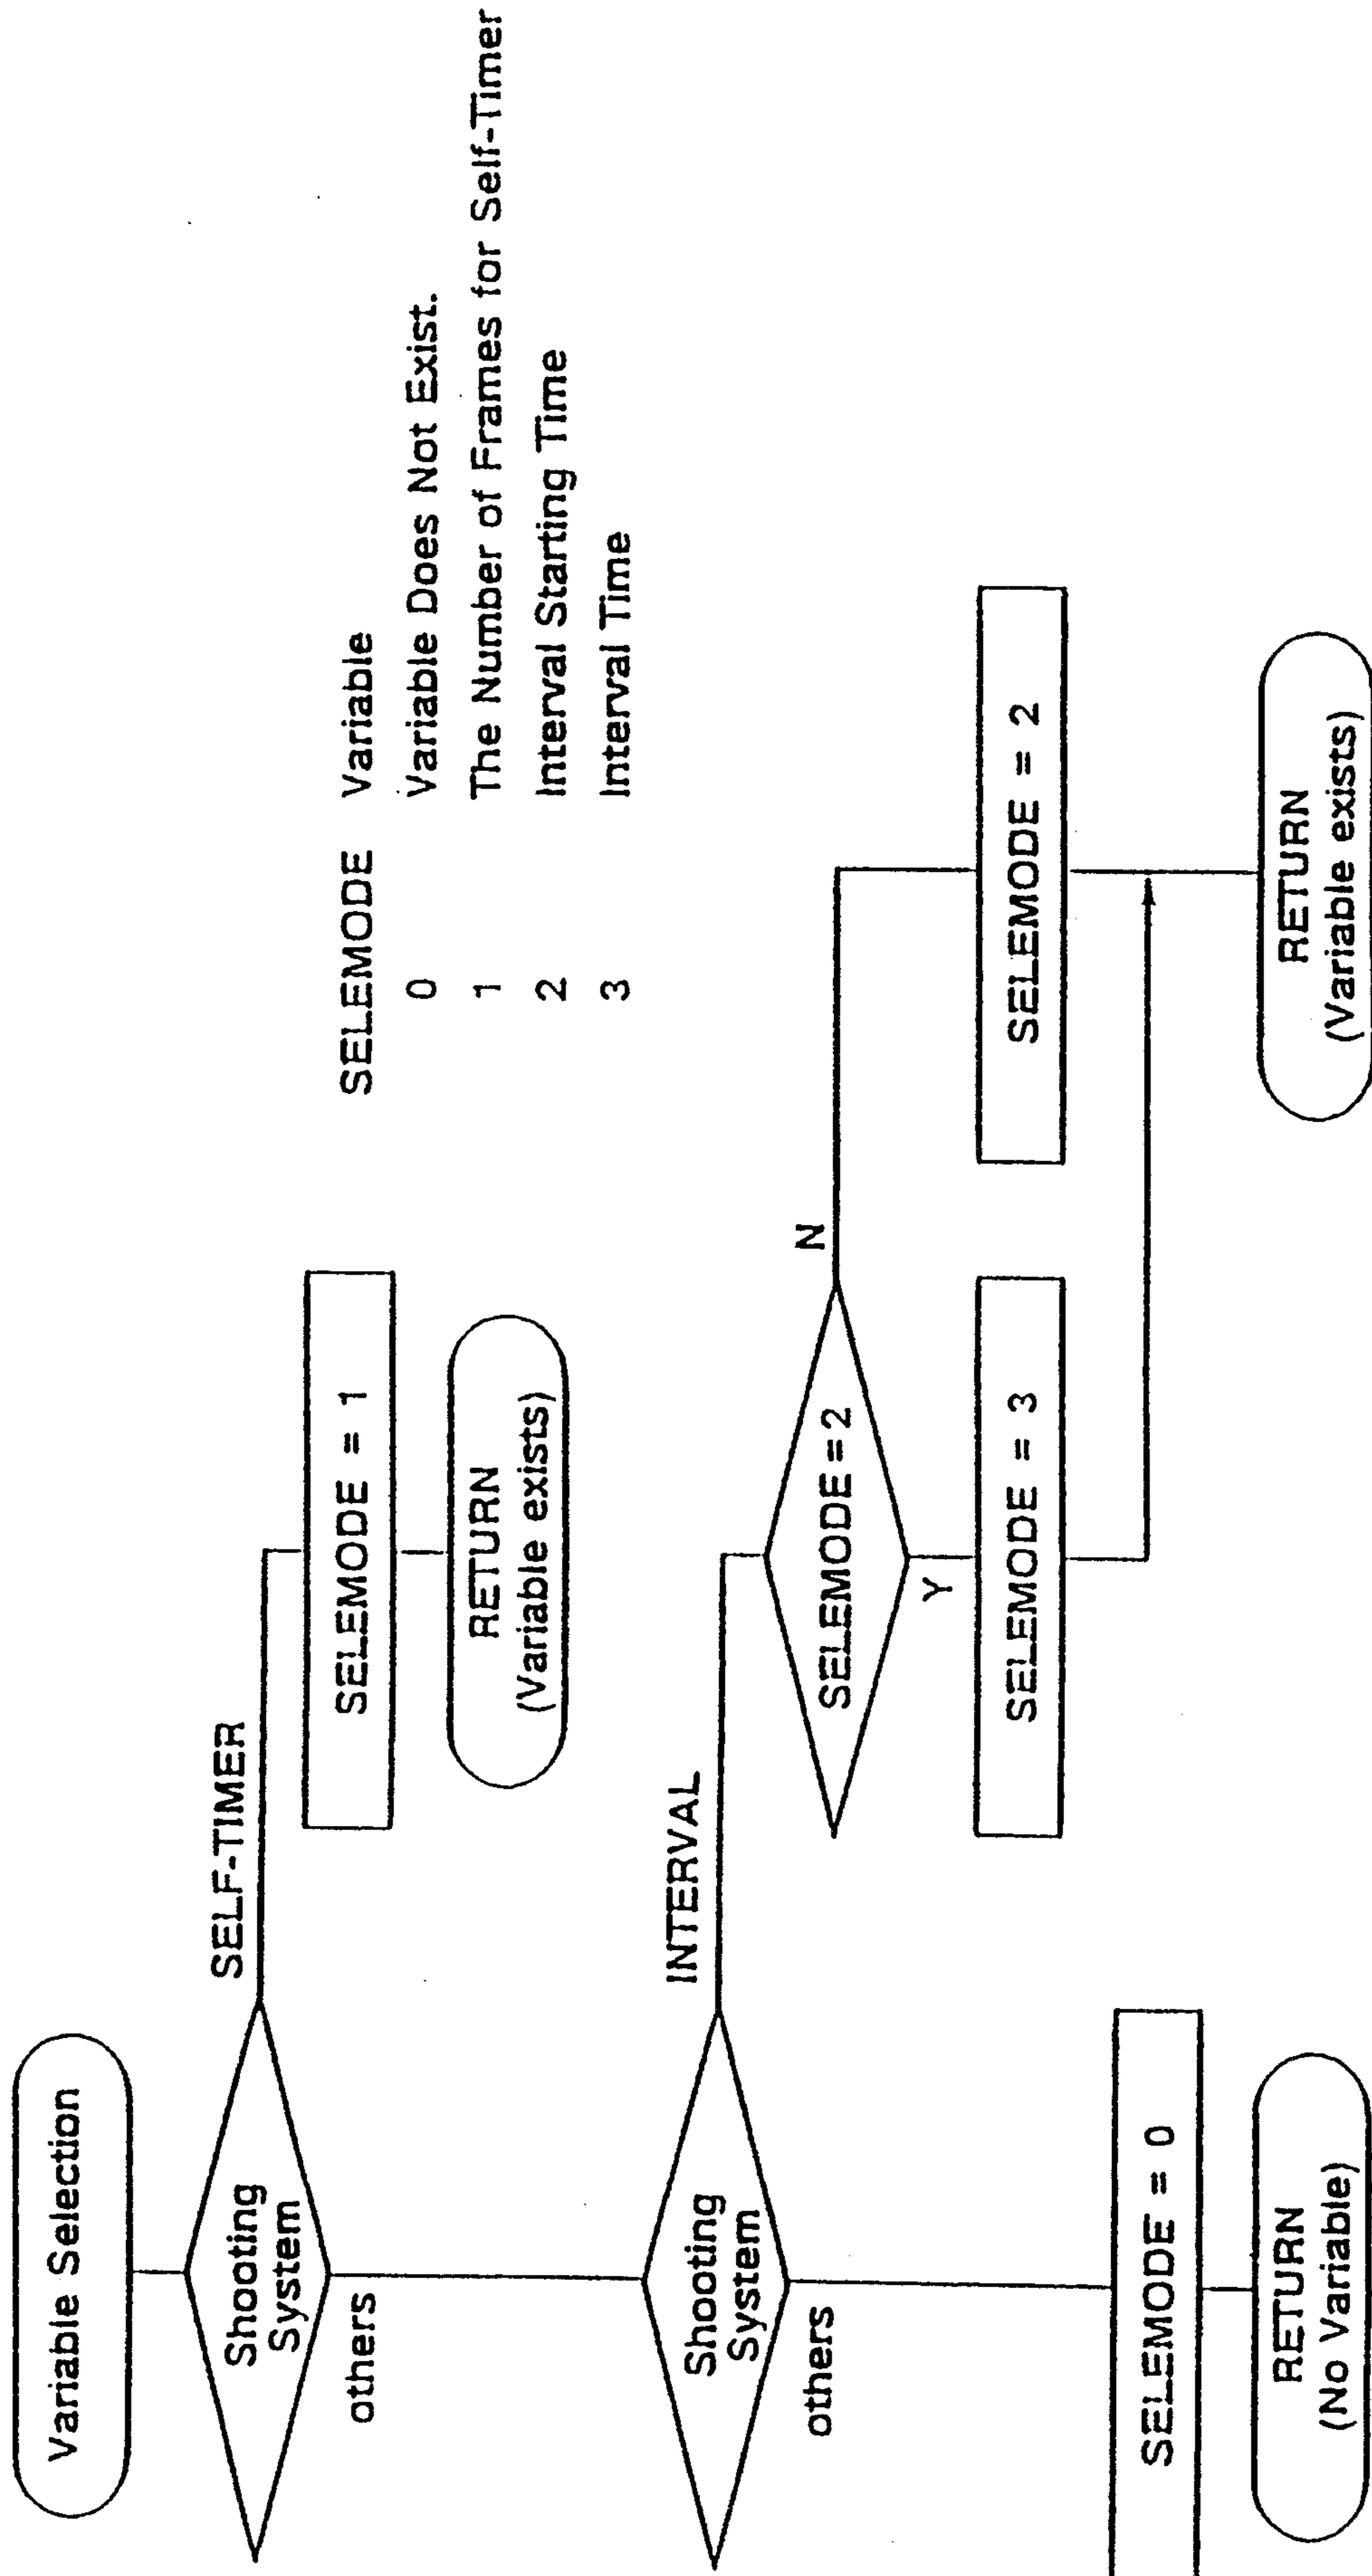 Variable Selection
Shooting
System
SELF-TIMER
others
SELEMODE = 1
RETURN
(Variable exists)
SELEMODE Variable
0 Variable Does Not Exist.
1 The Number of Frames for Self-Timer
2 Interval Starting Time
3 Interval Time
Shooting
System
INTERVAL
others
SELEMODE = 2
N
Y
SELEMODE = 3
SELEMODE = 2
RETURN
(Variable exists)
SELEMODE = 0
RETURN
(No Variable)